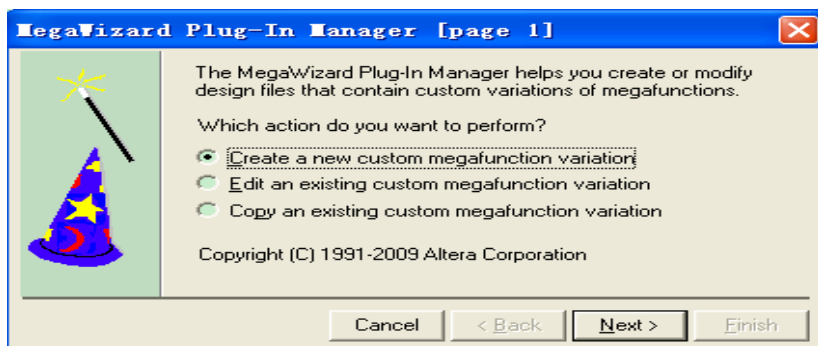 MegaWizard Plug-In Manager [page 1]
The MegaWizard Plug-In Manager helps you create or modify
design files that contain custom variations of megafunctions.
Which action do you want to perform?
Create a new custom megafunction variation
Edit an existing custom megafunction variation
Copy an existing custom megafunction variation
Copyright (C) 1991-2009 Altera Corporation
Cancel < Back Next > Finish